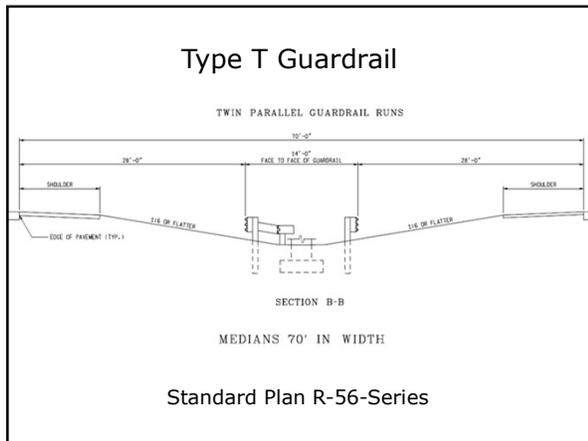 Type T Guardrail
TWIN PARALLEL GUARDRAIL RUNS
70'-0"
14'-0"
28'-0" FACE TO FACE OF GUARDRAIL 28'-0"
SHOULDER SHOULDER
1:6 OR FLATTER 1:6 OR FLATTER
EDGE OF PAVEMENT (TYP.)
SECTION B-B
MEDIANS 70' IN WIDTH
Standard Plan R-56-Series